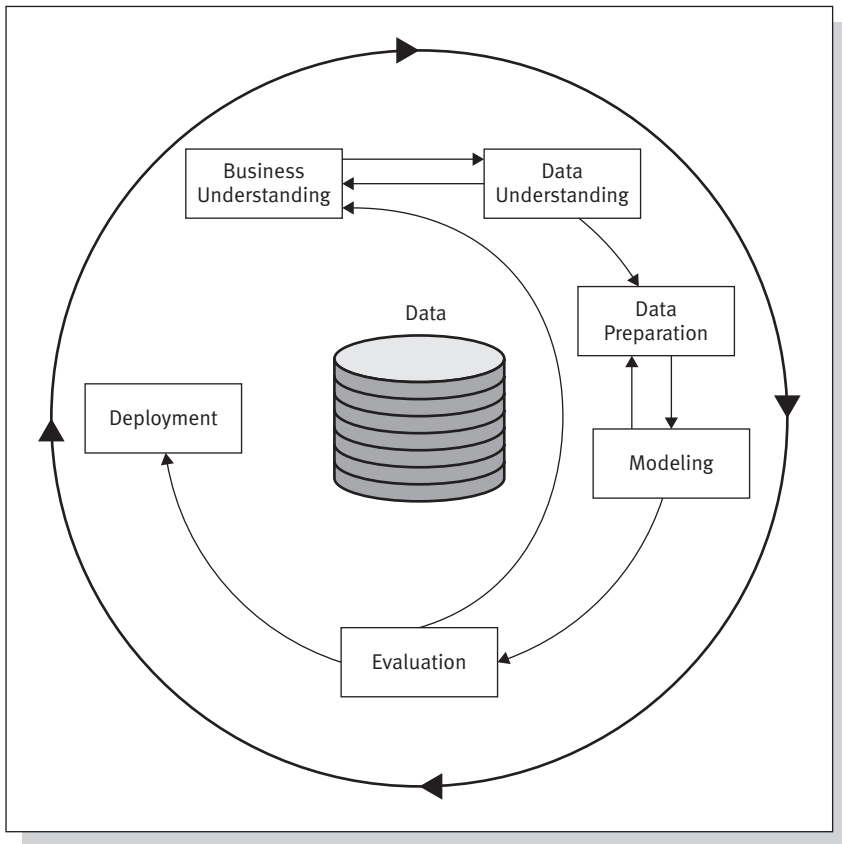 Business
Understanding
Data
Understanding
Data
Preparation
Data
Deployment
Modeling
Evaluation